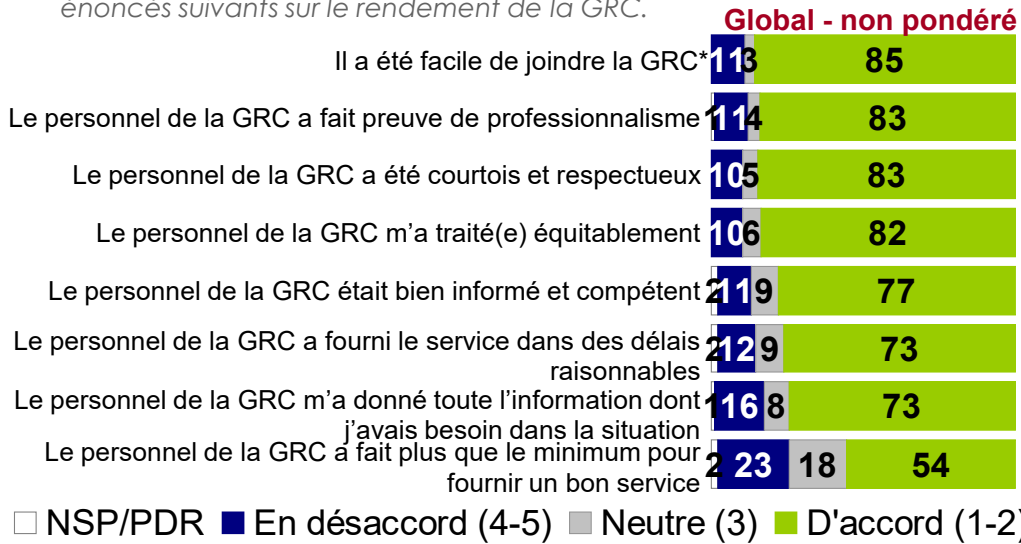 énoncés suivants sur le rendement de la GRC.
Global - non pondéré
Il a été facile de joindre la GRC* 11 3 85
Le personnel de la GRC a fait preuve de professionnalisme 1 11 4 83
Le personnel de la GRC a été courtois et respectueux 10 5 83
Le personnel de la GRC m’a traité(e) équitablement 10 6 82
Le personnel de la GRC était bien informé et compétent 2 11 9 77
Le personnel de la GRC a fourni le service dans des délais
raisonnables 2 12 9 73
Le personnel de la GRC m’a donné toute l’information dont
j’avais besoin dans la situation 1 16 8 73
Le personnel de la GRC a fait plus que le minimum pour
fournir un bon service 2 23 18 54
NSP/PDR En désaccord (4-5) Neutre (3) D'accord (1-2)